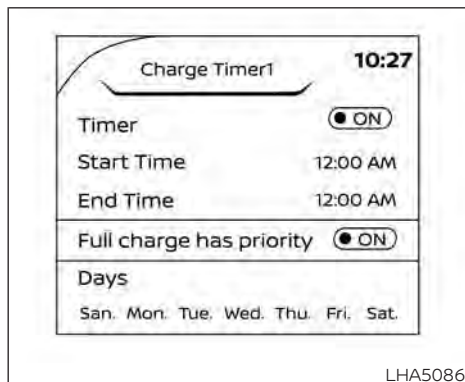 Charge Timer1 10:27
Timer ON
Start Time 12:00 AM
End Time 12:00 AM
Full charge has priority ON
Days
San. Mon. Tue. Wed. Thu. Fri. Sat.
LHA5086